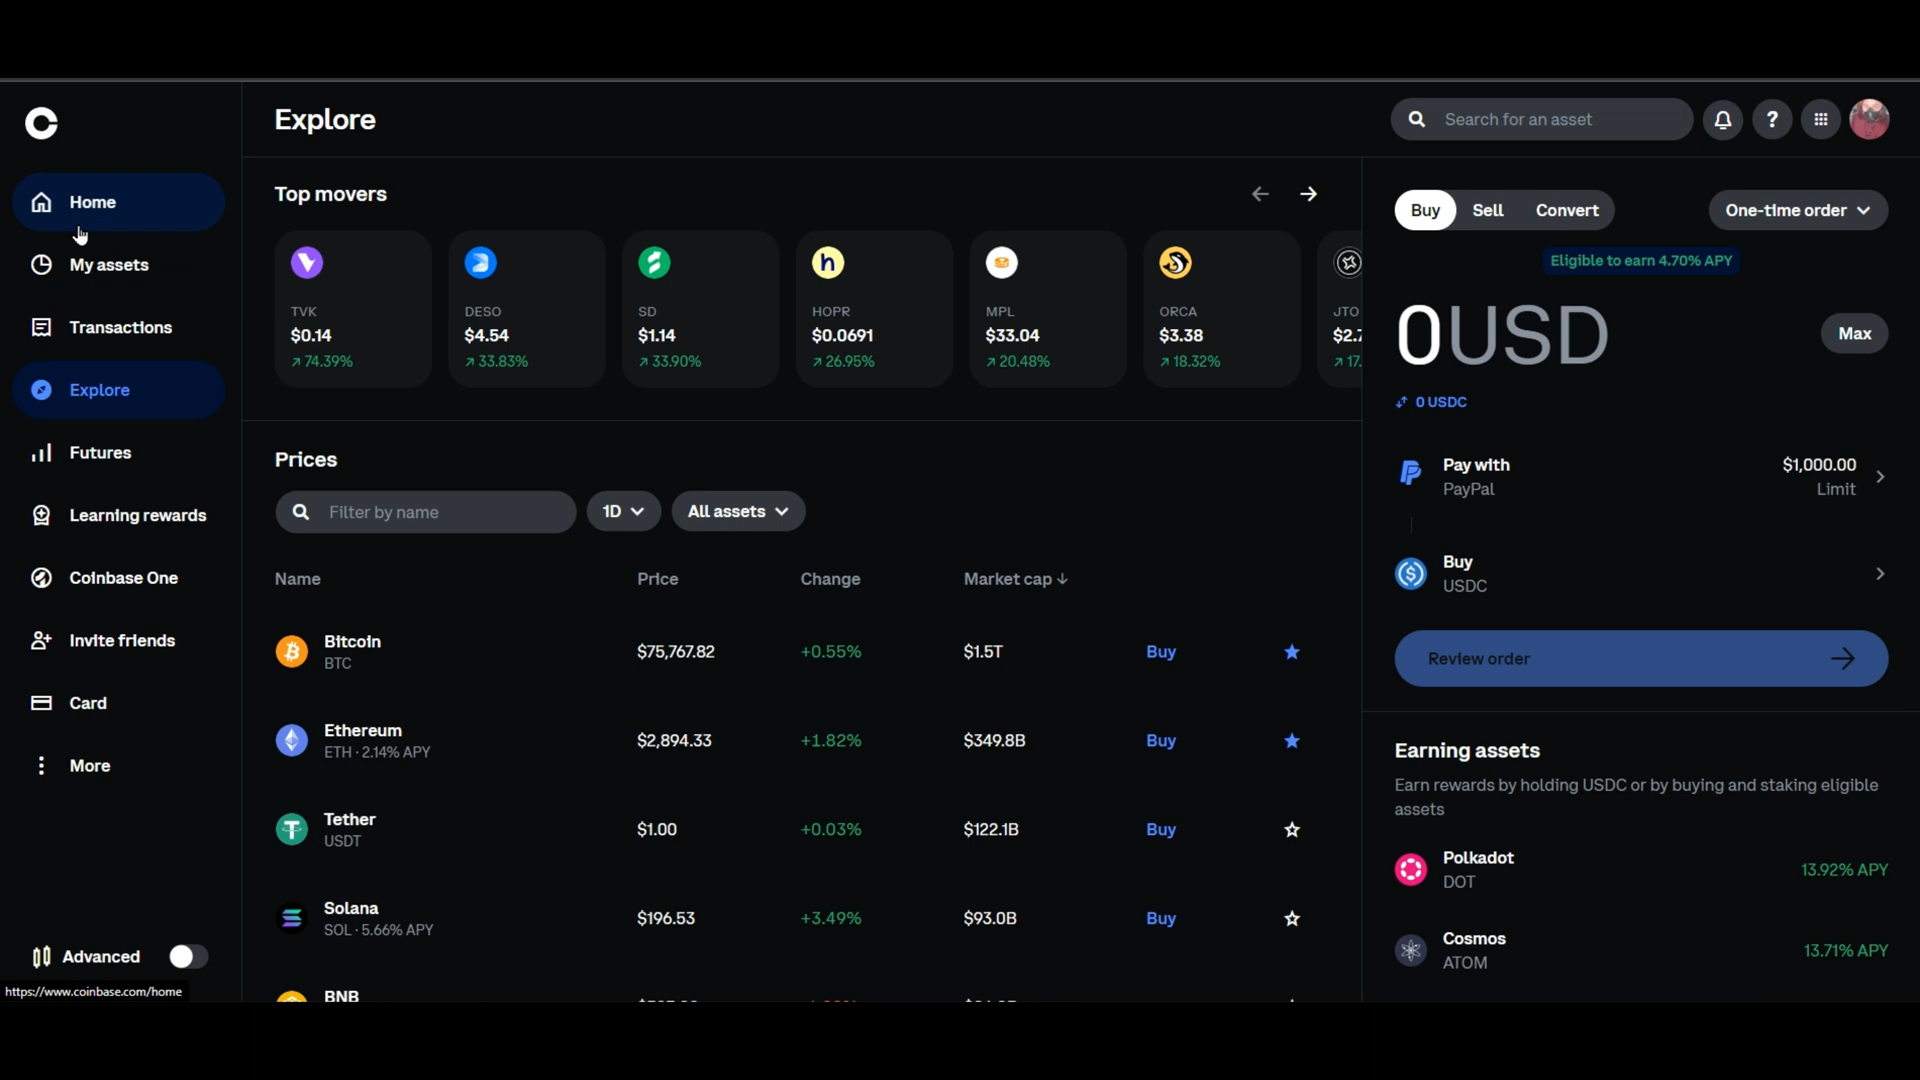 Explore
Search for an asset
?
Home
My assets
Transactions
Explore
Futures
Learning rewards
Coinbase One
Invite friends
Card
More
Advanced
https://www.coinbase.com/home
Top movers
TVK
$0.14
↗ 74.39%
DESO
$4.54
↗ 33.83%
SD
$1.14
↗ 33.90%
h
HOPR
$0.0691
↗ 26.95%
MPL
$33.04
↗ 20.48%
ORCA
$3.38
↗ 18.32%
JTO
$2.7
↗ 17.
Prices
Filter by name
1D
All assets
Name Price Change Market cap ↓
Bitcoin
BTC
$75,767.82 +0.55% $1.5T Buy
Ethereum
ETH · 2.14% APY
$2,894.33 +1.82% $349.8B Buy
Tether
USDT
$1.00 +0.03% $122.1B Buy
Solana
SOL · 5.66% APY
$196.53 +3.49% $93.0B Buy
BNB
Buy Sell Convert
One-time order
Eligible to earn 4.70% APY
0USD
Max
0 USDC
Pay with
PayPal
$1,000.00
Limit
Buy
USDC
Review order
Earning assets
Earn rewards by holding USDC or by buying and staking eligible
assets
Polkadot
DOT
13.92% APY
Cosmos
ATOM
13.71% APY